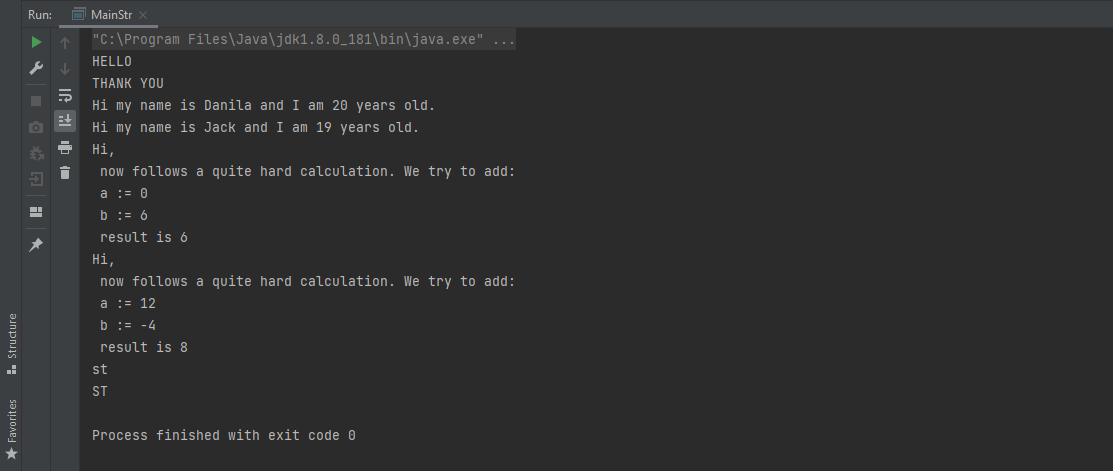 Run: MainStr
"C:\Program Files\Java\jdk1.8.0_181\bin\java.exe" ...
HELLO
THANK YOU
Hi my name is Danila and I am 20 years old.
Hi my name is Jack and I am 19 years old.
Hi,
 now follows a quite hard calculation. We try to add:
 a := 0
 b := 6
 result is 6
Hi,
 now follows a quite hard calculation. We try to add:
 a := 12
 b := -4
 result is 8
st
ST
Process finished with exit code 0
Structure
Favorites